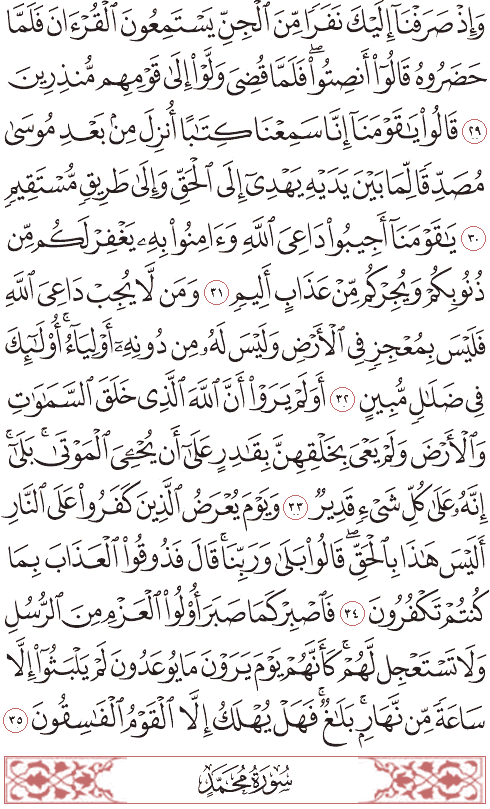 وَإِذْ صَرَفْنَآ إِلَيْكَ نَفَرًا مِّنَ ٱلْجِنِّ يَسْتَمِعُونَ ٱلْقُرْءَانَ فَلَمَّا
حَضَرُوهُ قَالُوٓا۟ أَنصِتُوا۟ ۖ فَلَمَّا قُضِىَ وَلَّوْا۟ إِلَىٰ قَوْمِهِم مُّنذِرِينَ
٢٩ قَالُوا۟ يَٰقَوْمَنَآ إِنَّا سَمِعْنَا كِتَٰبًا أُنزِلَ مِنۢ بَعْدِ مُوسَىٰ
مُصَدِّقًا لِّمَا بَيْنَ يَدَيْهِ يَهْدِىٓ إِلَى ٱلْحَقِّ وَإِلَىٰ طَرِيقٍ مُّسْتَقِيمٍ
٣٠ يَٰقَوْمَنَآ أَجِيبُوا۟ دَاعِىَ ٱللَّهِ وَءَامِنُوا۟ بِهِۦ يَغْفِرْ لَكُم مِّن
ذُنُوبِكُمْ وَيُجِرْكُم مِّنْ عَذَابٍ أَلِيمٍ ٣١ وَمَن لَّا يُجِبْ دَاعِىَ ٱللَّهِ
فَلَيْسَ بِمُعْجِزٍ فِى ٱلْأَرْضِ وَلَيْسَ لَهُۥ مِن دُونِهِۦٓ أَوْلِيَآءُ ۚ أُو۟لَٰٓئِكَ
فِى ضَلَٰلٍ مُّبِينٍ ٣٢ أَوَلَمْ يَرَوْا۟ أَنَّ ٱللَّهَ ٱلَّذِى خَلَقَ ٱلسَّمَٰوَٰتِ
وَٱلْأَرْضَ وَلَمْ يَعْىَ بِخَلْقِهِنَّ بِقَٰدِرٍ عَلَىٰٓ أَن يُحْـِۧىَ ٱلْمَوْتَىٰ ۚ بَلَىٰٓ
إِنَّهُۥ عَلَىٰ كُلِّ شَىْءٍ قَدِيرٌ ٣٣ وَيَوْمَ يُعْرَضُ ٱلَّذِينَ كَفَرُوا۟ عَلَى ٱلنَّارِ
أَلَيْسَ هَٰذَا بِٱلْحَقِّ ۖ قَالُوا۟ بَلَىٰ وَرَبِّنَا ۚ قَالَ فَذُوقُوا۟ ٱلْعَذَابَ بِمَا
كُنتُمْ تَكْفُرُونَ ٣٤ فَٱصْبِرْ كَمَا صَبَرَ أُو۟لُوا۟ ٱلْعَزْمِ مِنَ ٱلرُّسُلِ
وَلَا تَسْتَعْجِل لَّهُمْ ۚ كَأَنَّهُمْ يَوْمَ يَرَوْنَ مَا يُوعَدُونَ لَمْ يَلْبَثُوٓا۟ إِلَّا
سَاعَةً مِّن نَّهَارٍۭ ۚ بَلَٰغٌ ۚ فَهَلْ يُهْلَكُ إِلَّا ٱلْقَوْمُ ٱلْفَٰسِقُونَ ٣٥
سُورَةُ مُحَمَّدٍ